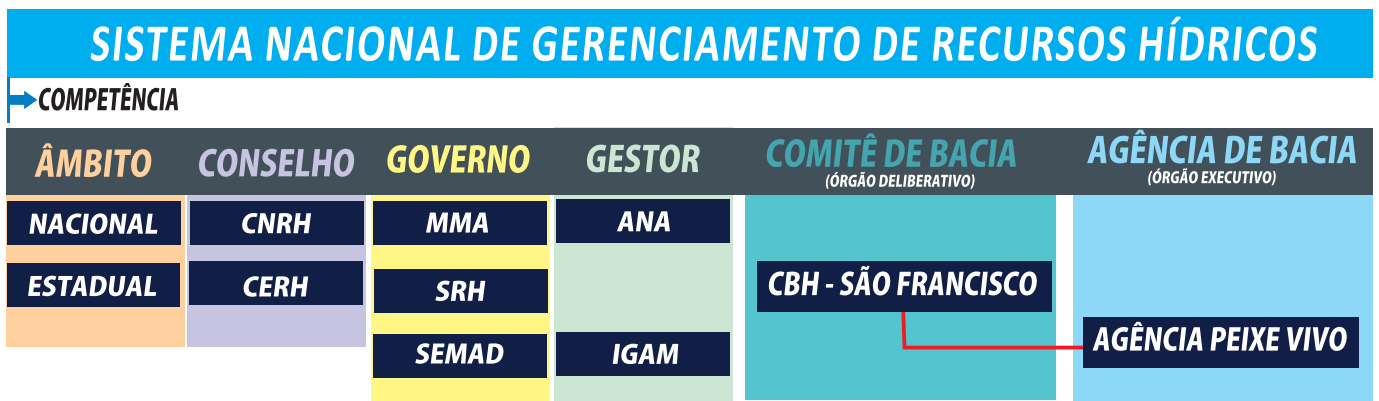 SISTEMA NACIONAL DE GERENCIAMENTO DE RECURSOS HÍDRICOS
COMPETÊNCIA
ÂMBITO CONSELHO GOVERNO GESTOR COMITÊ DE BACIA AGÊNCIA DE BACIA
(ÓRGÃO DELIBERATIVO) (ÓRGÃO EXECUTIVO)
NACIONAL CNRH MMA ANA
ESTADUAL CERH SRH CBH - SÃO FRANCISCO
SEMAD IGAM AGÊNCIA PEIXE VIVO